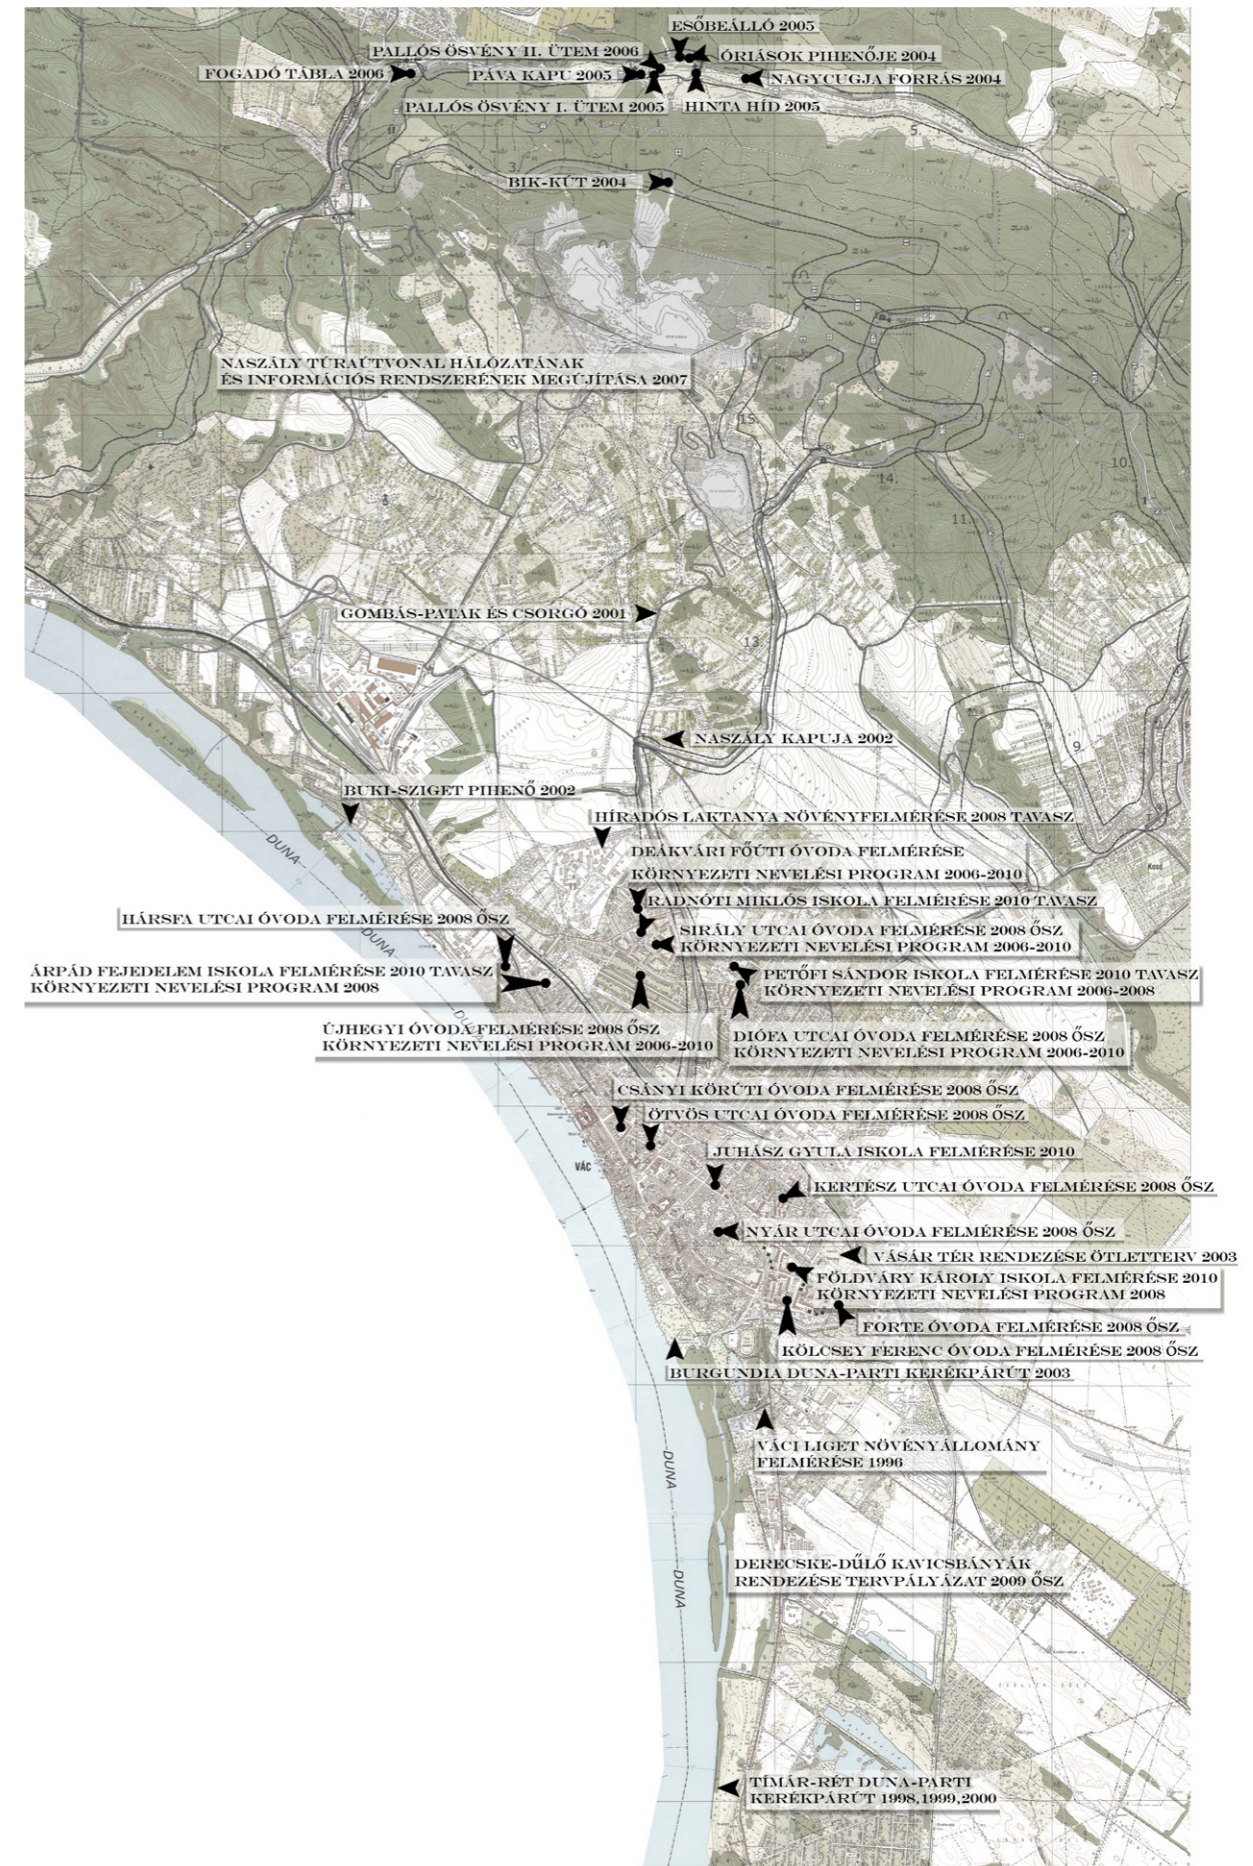 ESŐBEÁLLÓ 2005
PALLÓS ÖSVÉNY II. ÜTEM 2006
ÓRIÁSOK PIHENŐJE 2004
FOGADÓ TÁBLA 2006
PÁVA KAPU 2005
NAGYCUGJA FORRÁS 2004
PALLÓS ÖSVÉNY I. ÜTEM 2005
HINTA HÍD 2005
5.
3.
BIK-KÚT 2004
2.
NASZÁLY TÚRAÚTVONAL HÁLÓZATÁNAK
ÉS INFORMÁCIÓS RENDSZERÉNEK MEGÚJÍTÁSA 2007
15.
10.
14.
11.
GOMBÁS-PATAK ÉS CSORGÓ 2001
13.
NASZÁLY KAPUJA 2002
9.
BUKI-SZIGET PIHENŐ 2002
HÍRADÓS LAKTANYA NÖVÉNYFELMÉRÉSE 2008 TAVASZ
DUNA
DEÁKVÁRI FŐÚTI ÓVODA FELMÉRÉSE
KÖRNYEZETI NEVELÉSI PROGRAM 2006-2010
Kosd
RADNÓTI MIKLÓS ISKOLA FELMÉRÉSE 2010 TAVASZ
HÁRSFA UTCAI ÓVODA FELMÉRÉSE 2008 ŐSZ
SIRÁLY UTCAI ÓVODA FELMÉRÉSE 2008 ŐSZ
KÖRNYEZETI NEVELÉSI PROGRAM 2006-2010
DUNA
ÁRPÁD FEJEDELEM ISKOLA FELMÉRÉSE 2010 TAVASZ
KÖRNYEZETI NEVELÉSI PROGRAM 2008
PETŐFI SÁNDOR ISKOLA FELMÉRÉSE 2010 TAVASZ
KÖRNYEZETI NEVELÉSI PROGRAM 2006-2008
DUNA
ÚJHEGYI ÓVODA FELMÉRÉSE 2008 ŐSZ
KÖRNYEZETI NEVELÉSI PROGRAM 2006-2010
DIÓFA UTCAI ÓVODA FELMÉRÉSE 2008 ŐSZ
KÖRNYEZETI NEVELÉSI PROGRAM 2006-2010
CSÁNYI KÖRÚTI ÓVODA FELMÉRÉSE 2008 ŐSZ
ÖTVÖS UTCAI ÓVODA FELMÉRÉSE 2008 ŐSZ
JUHÁSZ GYULA ISKOLA FELMÉRÉSE 2010
VÁC
KERTÉSZ UTCAI ÓVODA FELMÉRÉSE 2008 ŐSZ
NYÁR UTCAI ÓVODA FELMÉRÉSE 2008 ŐSZ
VÁSÁR TÉR RENDEZÉSE ÖTLETTERV 2003
FÖLDVÁRY KÁROLY ISKOLA FELMÉRÉSE 2010
KÖRNYEZETI NEVELÉSI PROGRAM 2008
FORTE ÓVODA FELMÉRÉSE 2008 ŐSZ
KÖLCSEY FERENC ÓVODA FELMÉRÉSE 2008 ŐSZ
BURGUNDIA DUNA-PARTI KERÉKPÁRÚT 2003
VÁCI LIGET NÖVÉNYÁLLOMÁNY
FELMÉRÉSE 1996
DUNA
DERECSKE-DŰLŐ KAVICSBÁNYÁK
RENDEZÉSE TERVPÁLYÁZAT 2009 ŐSZ
DUNA
TÍMÁR-RÉT DUNA-PARTI
KERÉKPÁRÚT 1998,1999,2000